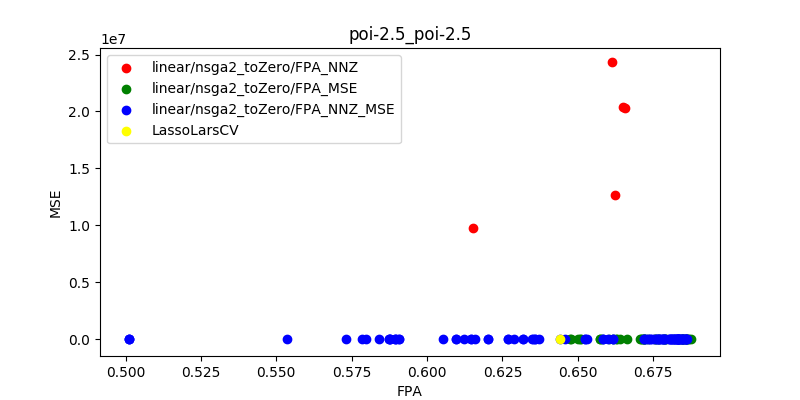 poi-2.5_poi-2.5
1e7
linear/nsga2_toZero/FPA_NNZ
linear/nsga2_toZero/FPA_MSE
linear/nsga2_toZero/FPA_NNZ_MSE
LassoLarsCV
2.5
2.0
1.5
1.0
0.5
0.0
MSE
0.500 0.525 0.550 0.575 0.600 0.625 0.650 0.675
FPA